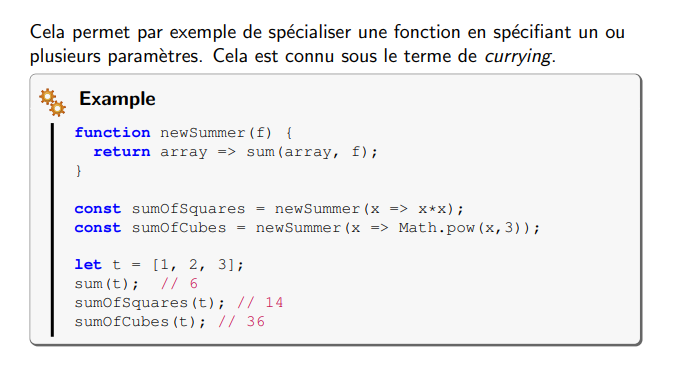 Cela permet par exemple de spécialiser une fonction en spécifiant un ou
plusieurs paramètres. Cela est connu sous le terme de currying.
Example
function newSummer(f) {
  return array => sum(array, f);
}
const sumOfSquares = newSummer(x => x*x);
const sumOfCubes = newSummer(x => Math.pow(x,3));
let t = [1, 2, 3];
sum(t);  // 6
sumOfSquares(t); // 14
sumOfCubes(t); // 36